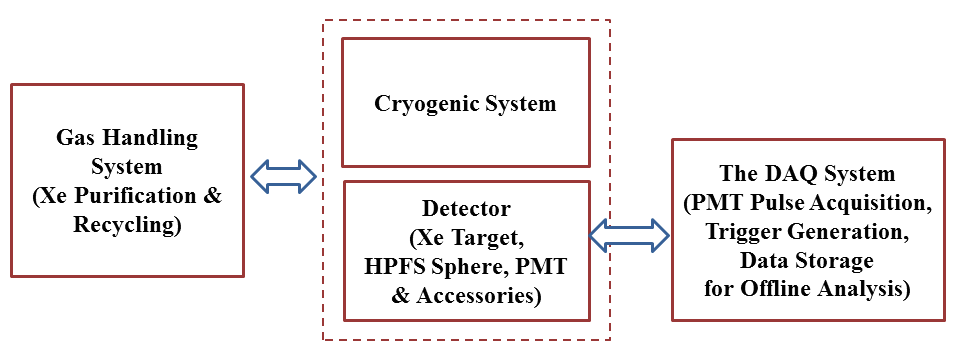 Gas Handling
System
(Xe Purification &
Recycling)
Cryogenic System
Detector
(Xe Target,
HPFS Sphere, PMT
& Accessories)
The DAQ System
(PMT Pulse Acquisition,
Trigger Generation,
Data Storage
for Offline Analysis)